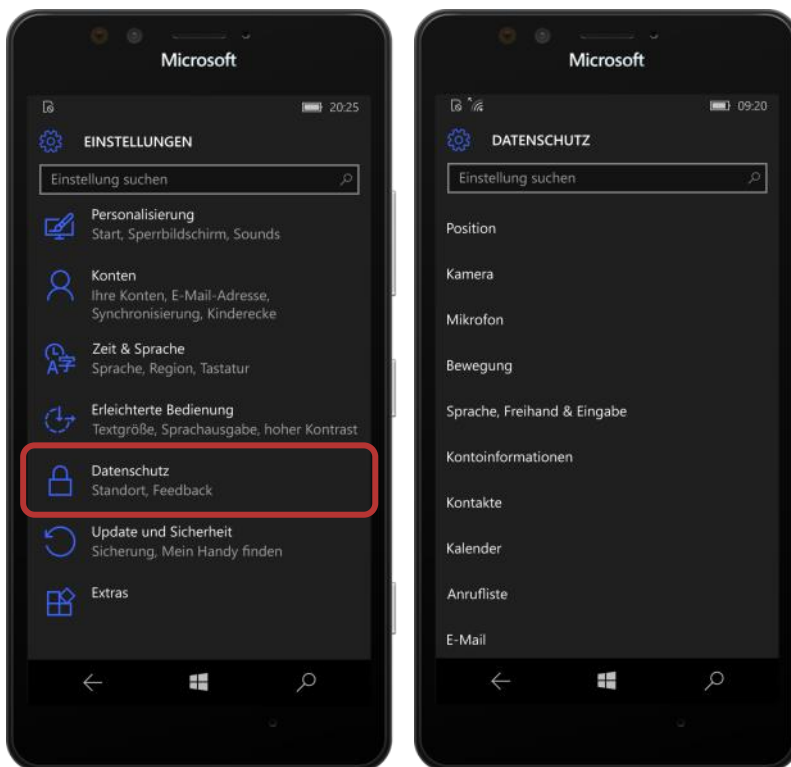 Microsoft
20:25
EINSTELLUNGEN
Einstellung suchen
Personalisierung
Start, Sperrbildschirm, Sounds
Konten
Ihre Konten, E-Mail-Adresse,
Synchronisierung, Kinderecke
Zeit & Sprache
Sprache, Region, Tastatur
Erleichterte Bedienung
Textgröße, Sprachausgabe, hoher Kontrast
Datenschutz
Standort, Feedback
Update und Sicherheit
Sicherung, Mein Handy finden
Extras
Microsoft
09:20
DATENSCHUTZ
Einstellung suchen
Position
Kamera
Mikrofon
Bewegung
Sprache, Freihand & Eingabe
Kontoinformationen
Kontakte
Kalender
Anrufliste
E-Mail